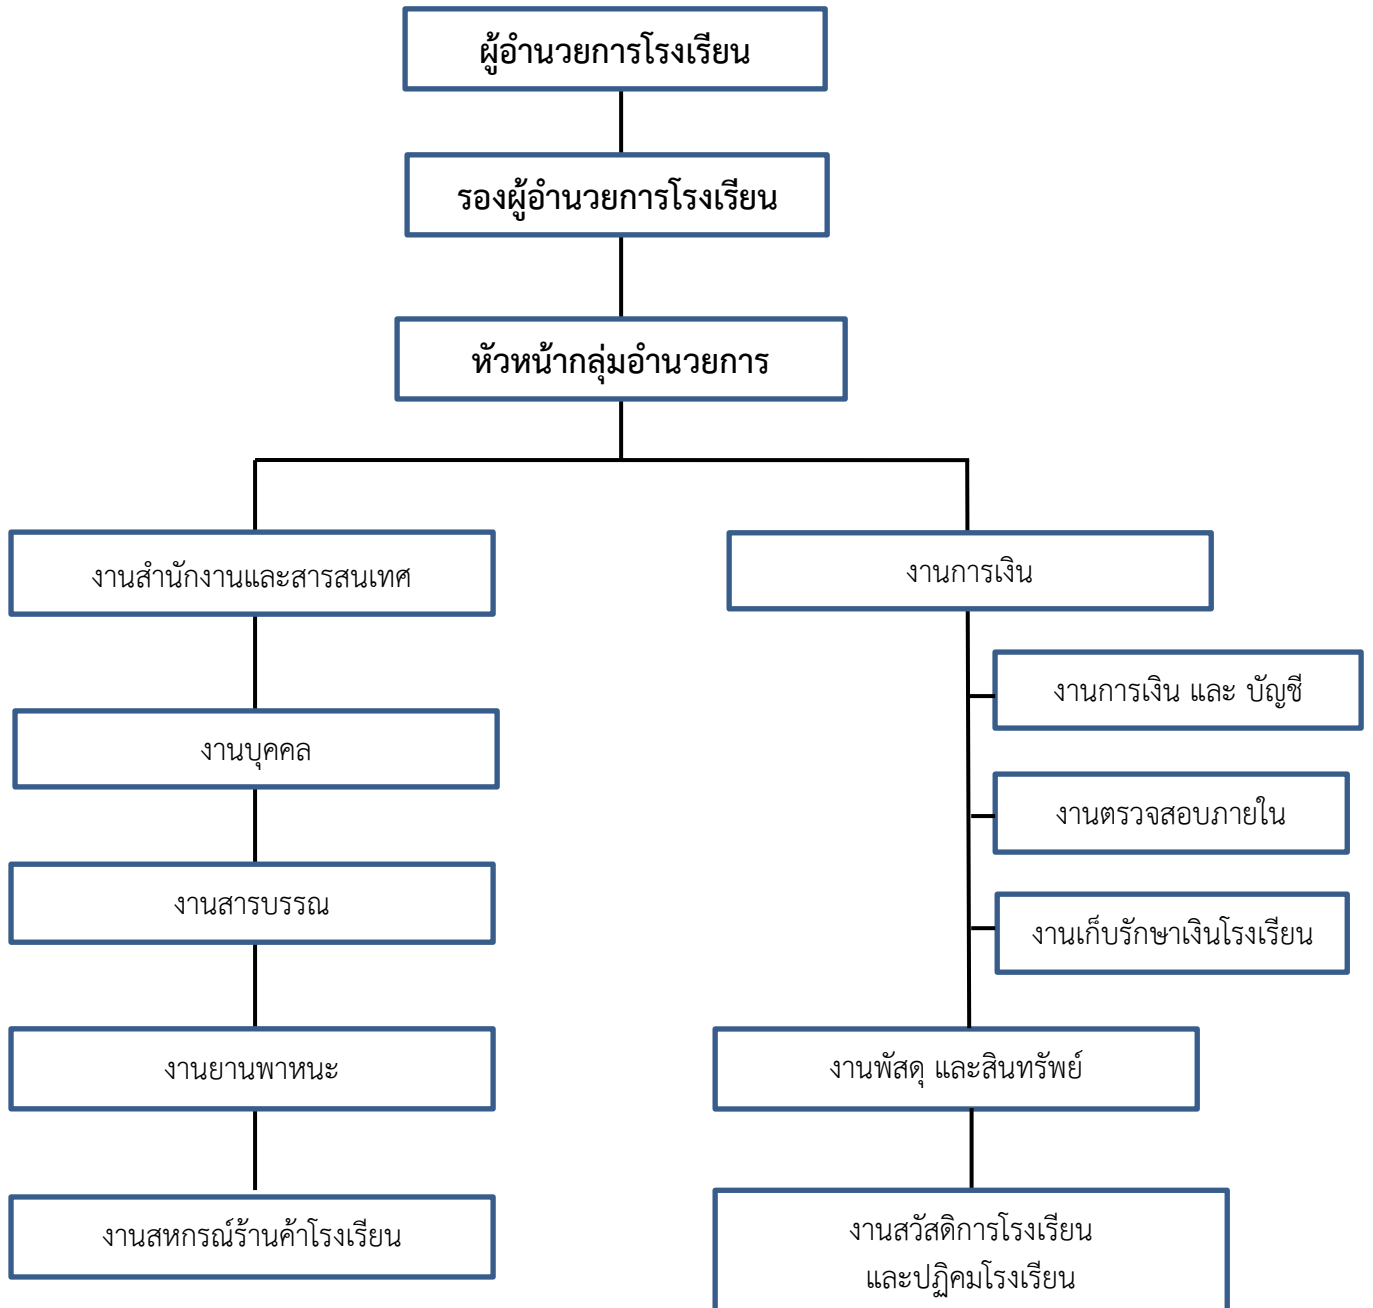 ผู้อำนวยการโรงเรียน
รองผู้อำนวยการโรงเรียน
หัวหน้ากลุ่มอำนวยการ
งานสำนักงานและสารสนเทศ
งานบุคคล
งานสารบรรณ
งานยานพาหนะ
งานสหกรณ์ร้านค้าโรงเรียน
งานการเงิน
งานการเงิน และ บัญชี
งานตรวจสอบภายใน
งานเก็บรักษาเงินโรงเรียน
งานพัสดุ และสินทรัพย์
งานสวัสดิการโรงเรียน
และปฏิคมโรงเรียน